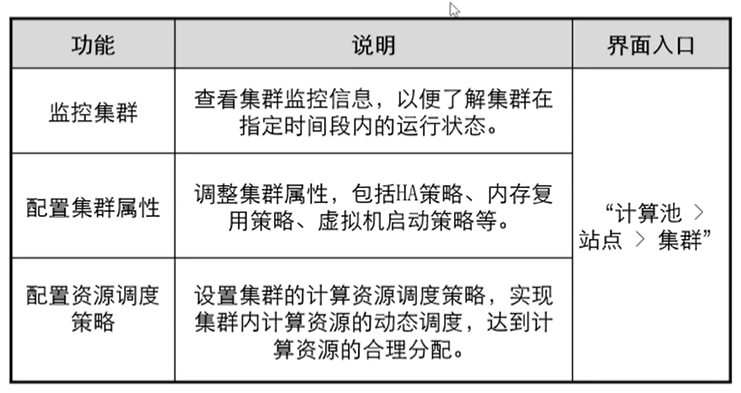 功能
说明
界面入口
监控集群
查看集群监控信息，以便了解集群在
指定时间段内的运行状态。
配置集群属性
调整集群属性，包括HA策略、内存复
用策略、虚拟机启动策略等。
配置资源调度
策略
设置集群的计算资源调度策略，实现
集群内计算资源的动态调度，达到计
算资源的合理分配。
“计算池 >
站点 > 集群”